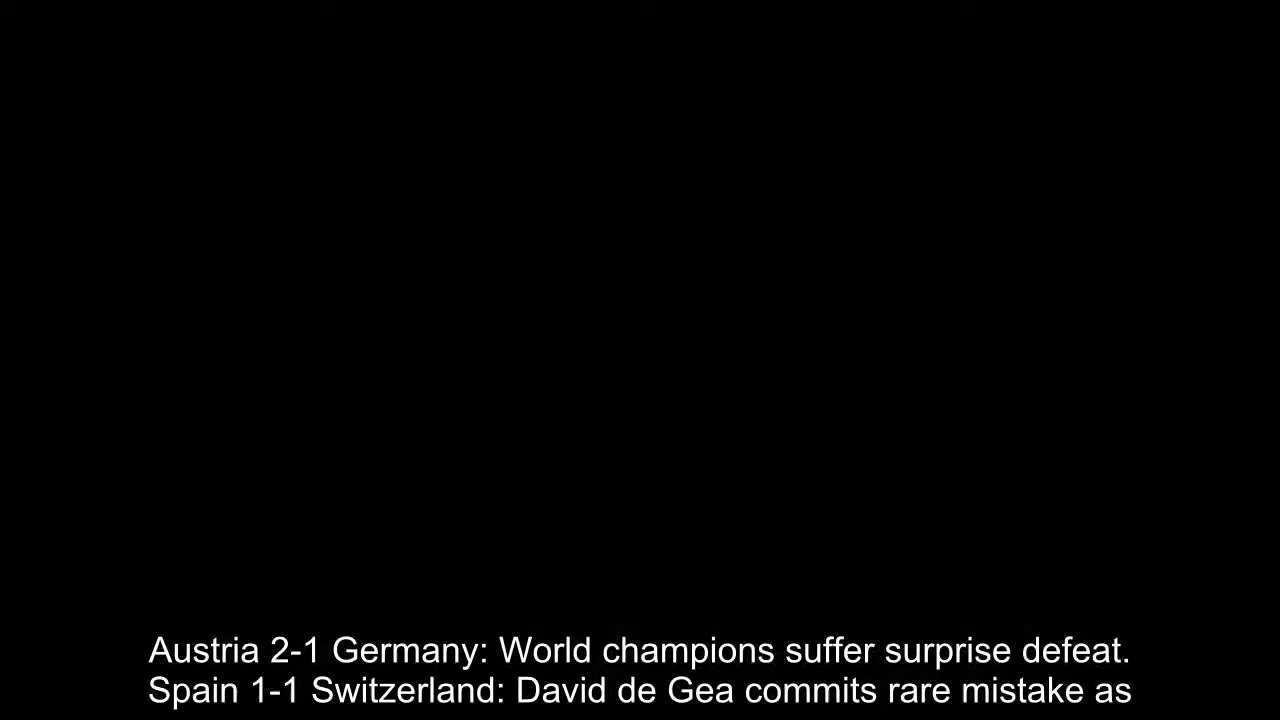 Austria 2-1 Germany: World champions suffer surprise defeat.
Spain 1-1 Switzerland: David de Gea commits rare mistake as